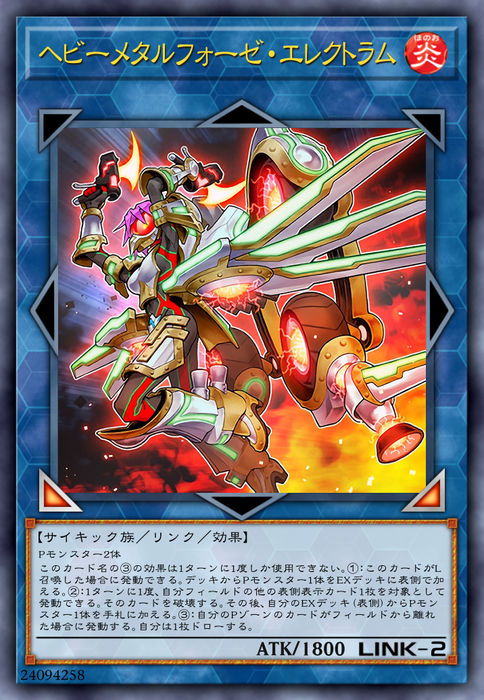 ヘビーメタルフォーゼ・エレクトラム
ほのお
炎
【サイキック族／リンク／効果】
Pモンスター2体
このカード名の③の効果は1ターンに1度しか使用できない。①：このカードがL
召喚した場合に発動できる。デッキからPモンスター1体をEXデッキに表側で加
える。②：1ターンに1度、自分フィールドの他の表側表示カード1枚を対象として
発動できる。そのカードを破壊する。その後、自分のEXデッキ（表側）からPモン
スター1体を手札に加える。③：自分のPゾーンのカードがフィールドから離れ
た場合に発動する。自分は1枚ドローする。
ATK/1800 LINK-2
24094258